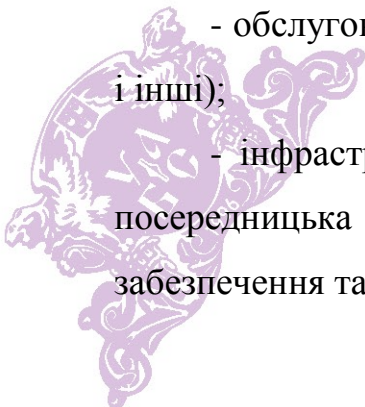 - обслуго
і інші);
- інфраст
посередницька
забезпечення та